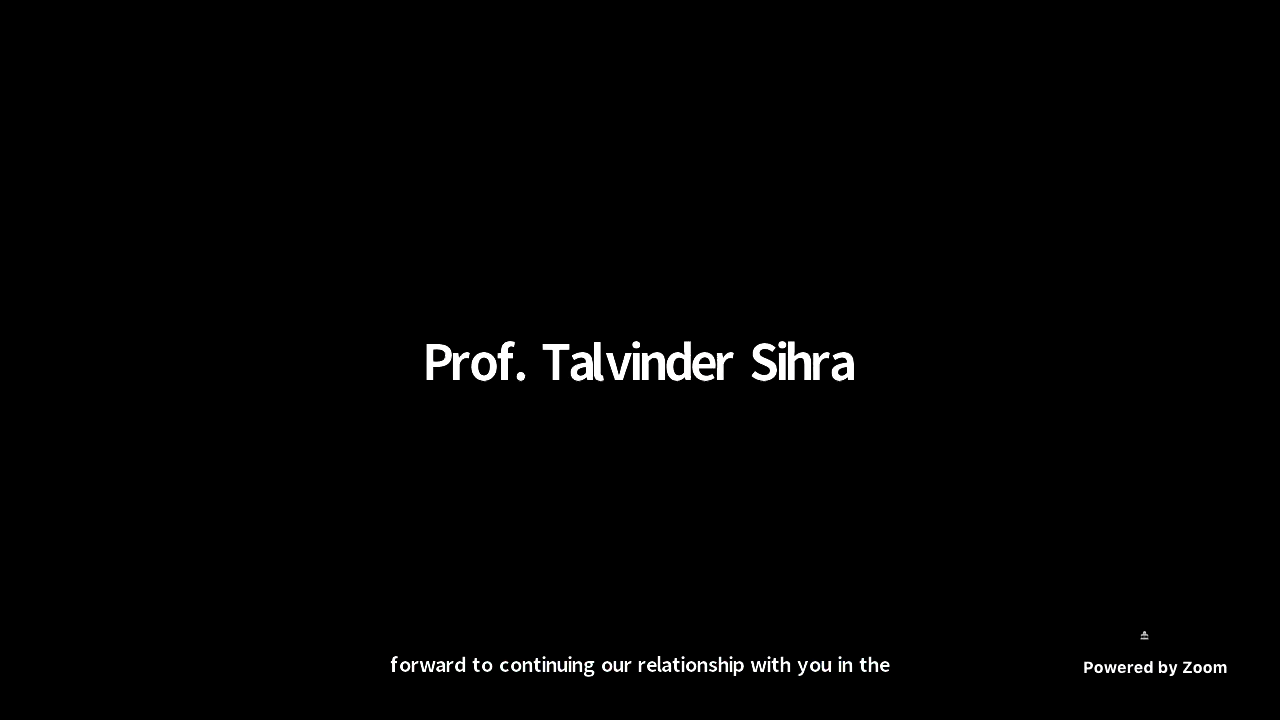 Prof. Talvinder Sihra
forward to continuing our relationship with you in the
Powered by Zoom